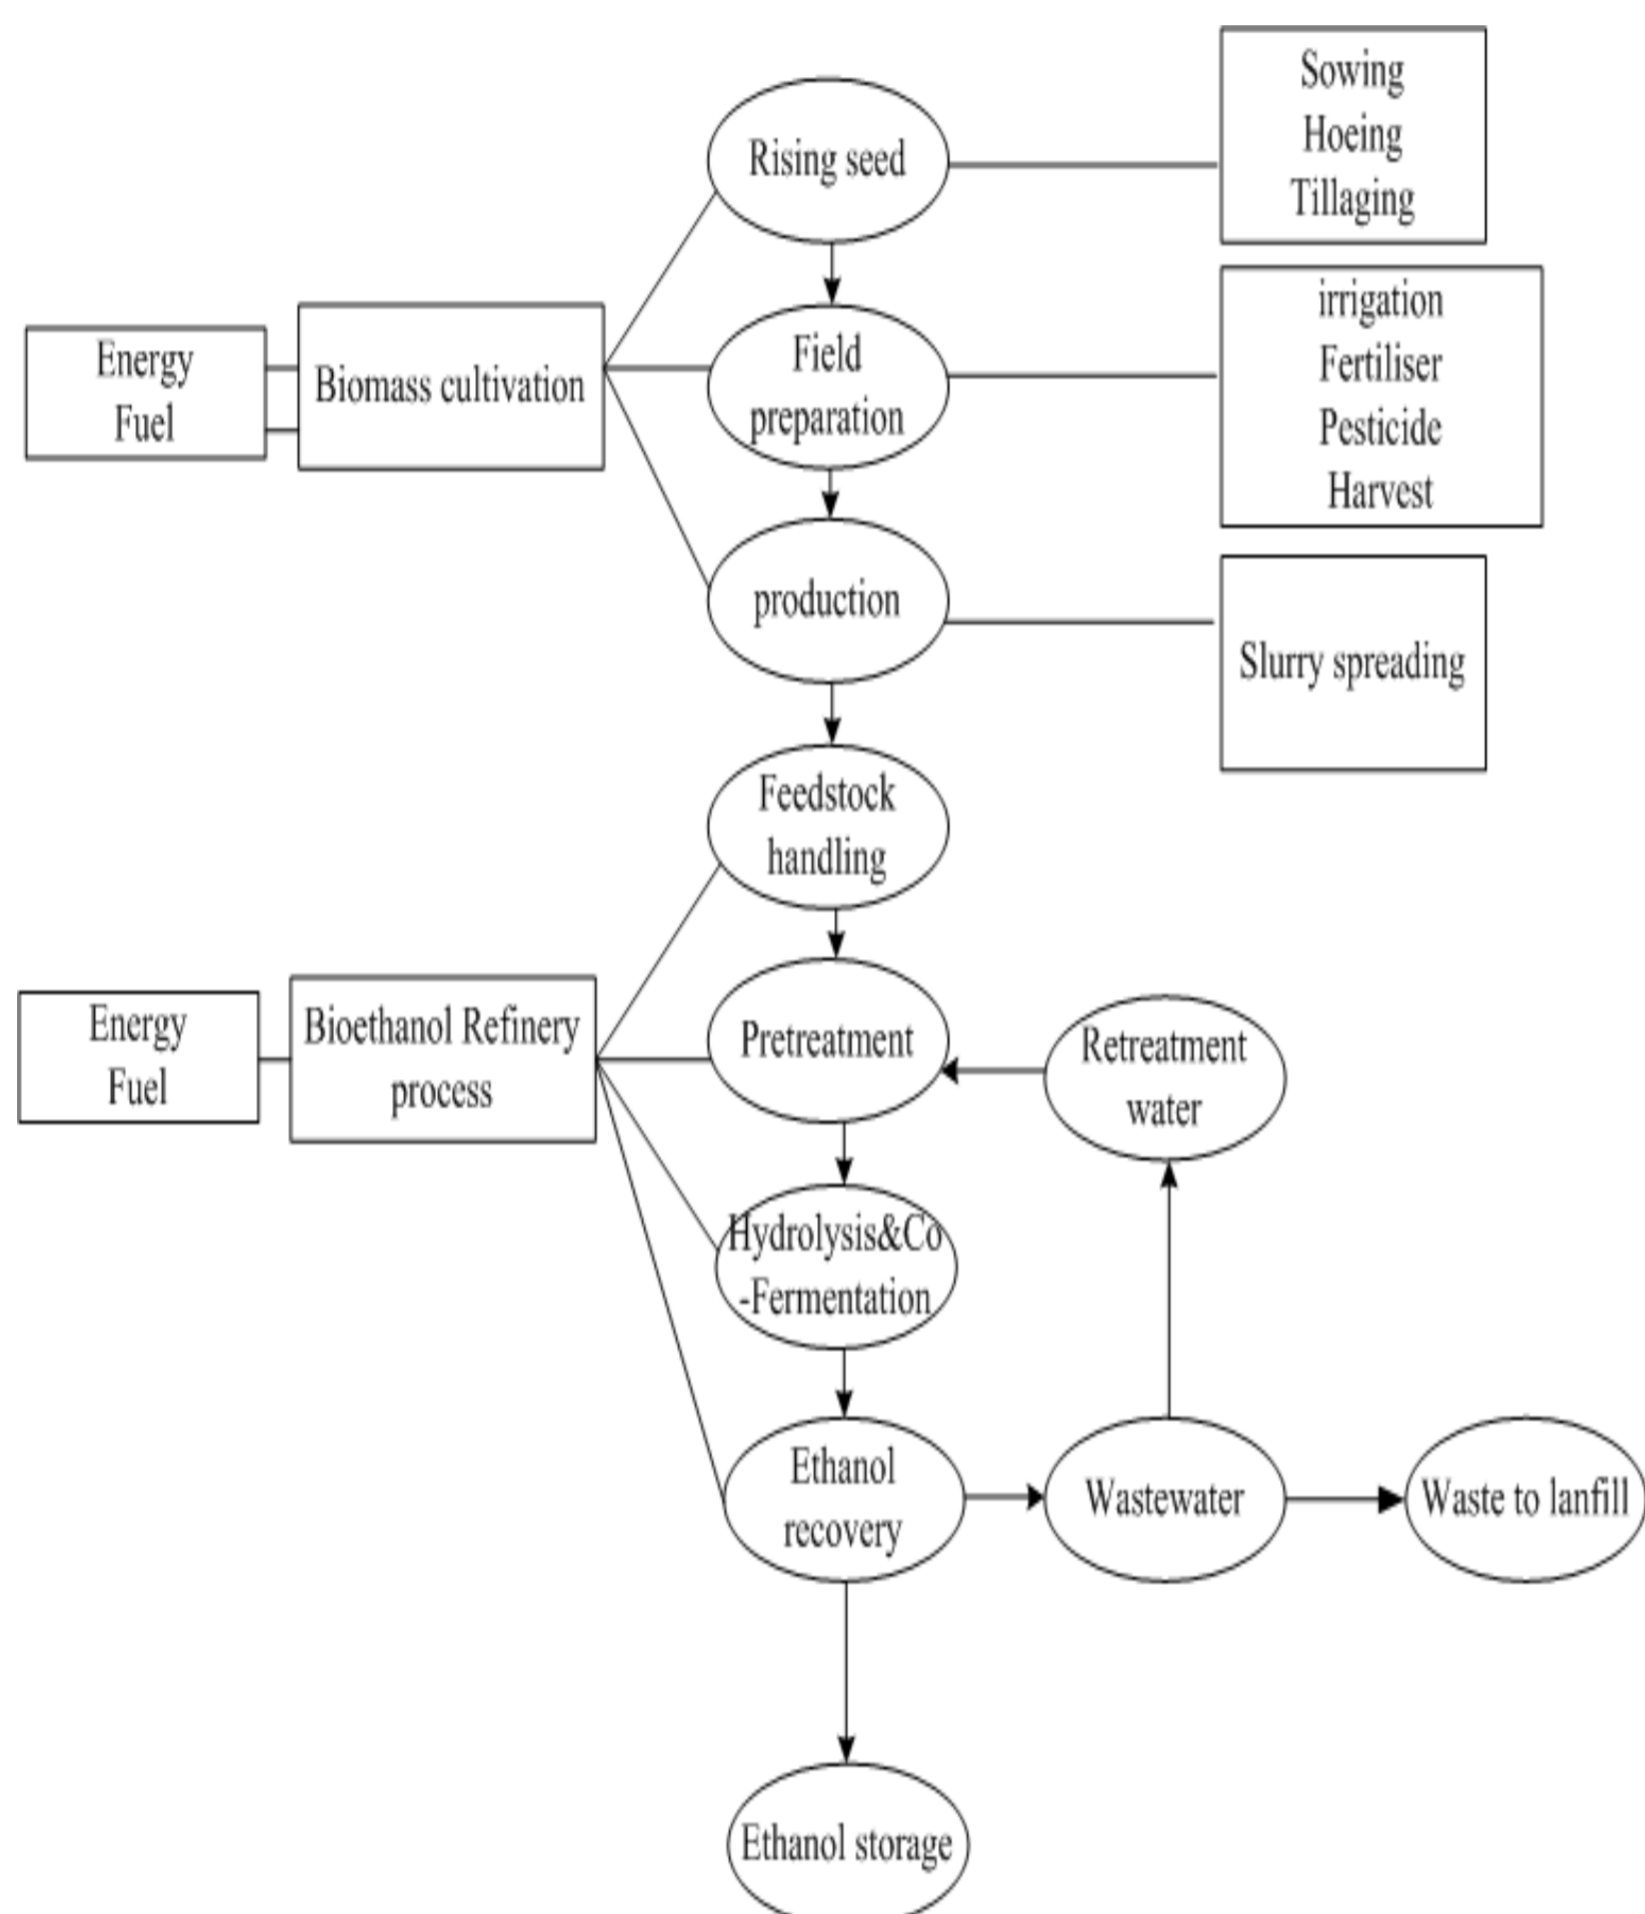 Sowing
Hoeing
Tillaging
Rising seed
irrigation
Fertiliser
Pesticide
Harvest
Field
preparation
Energy
Fuel
Biomass cultivation
production
Slurry spreading
Feedstock
handling
Energy
Fuel
Bioethanol Refinery
process
Pretreatment
Retreatment
water
Hydrolysis&Co
-Fermentation
Ethanol
recovery
Wastewater
Waste to lanfill
Ethanol storage